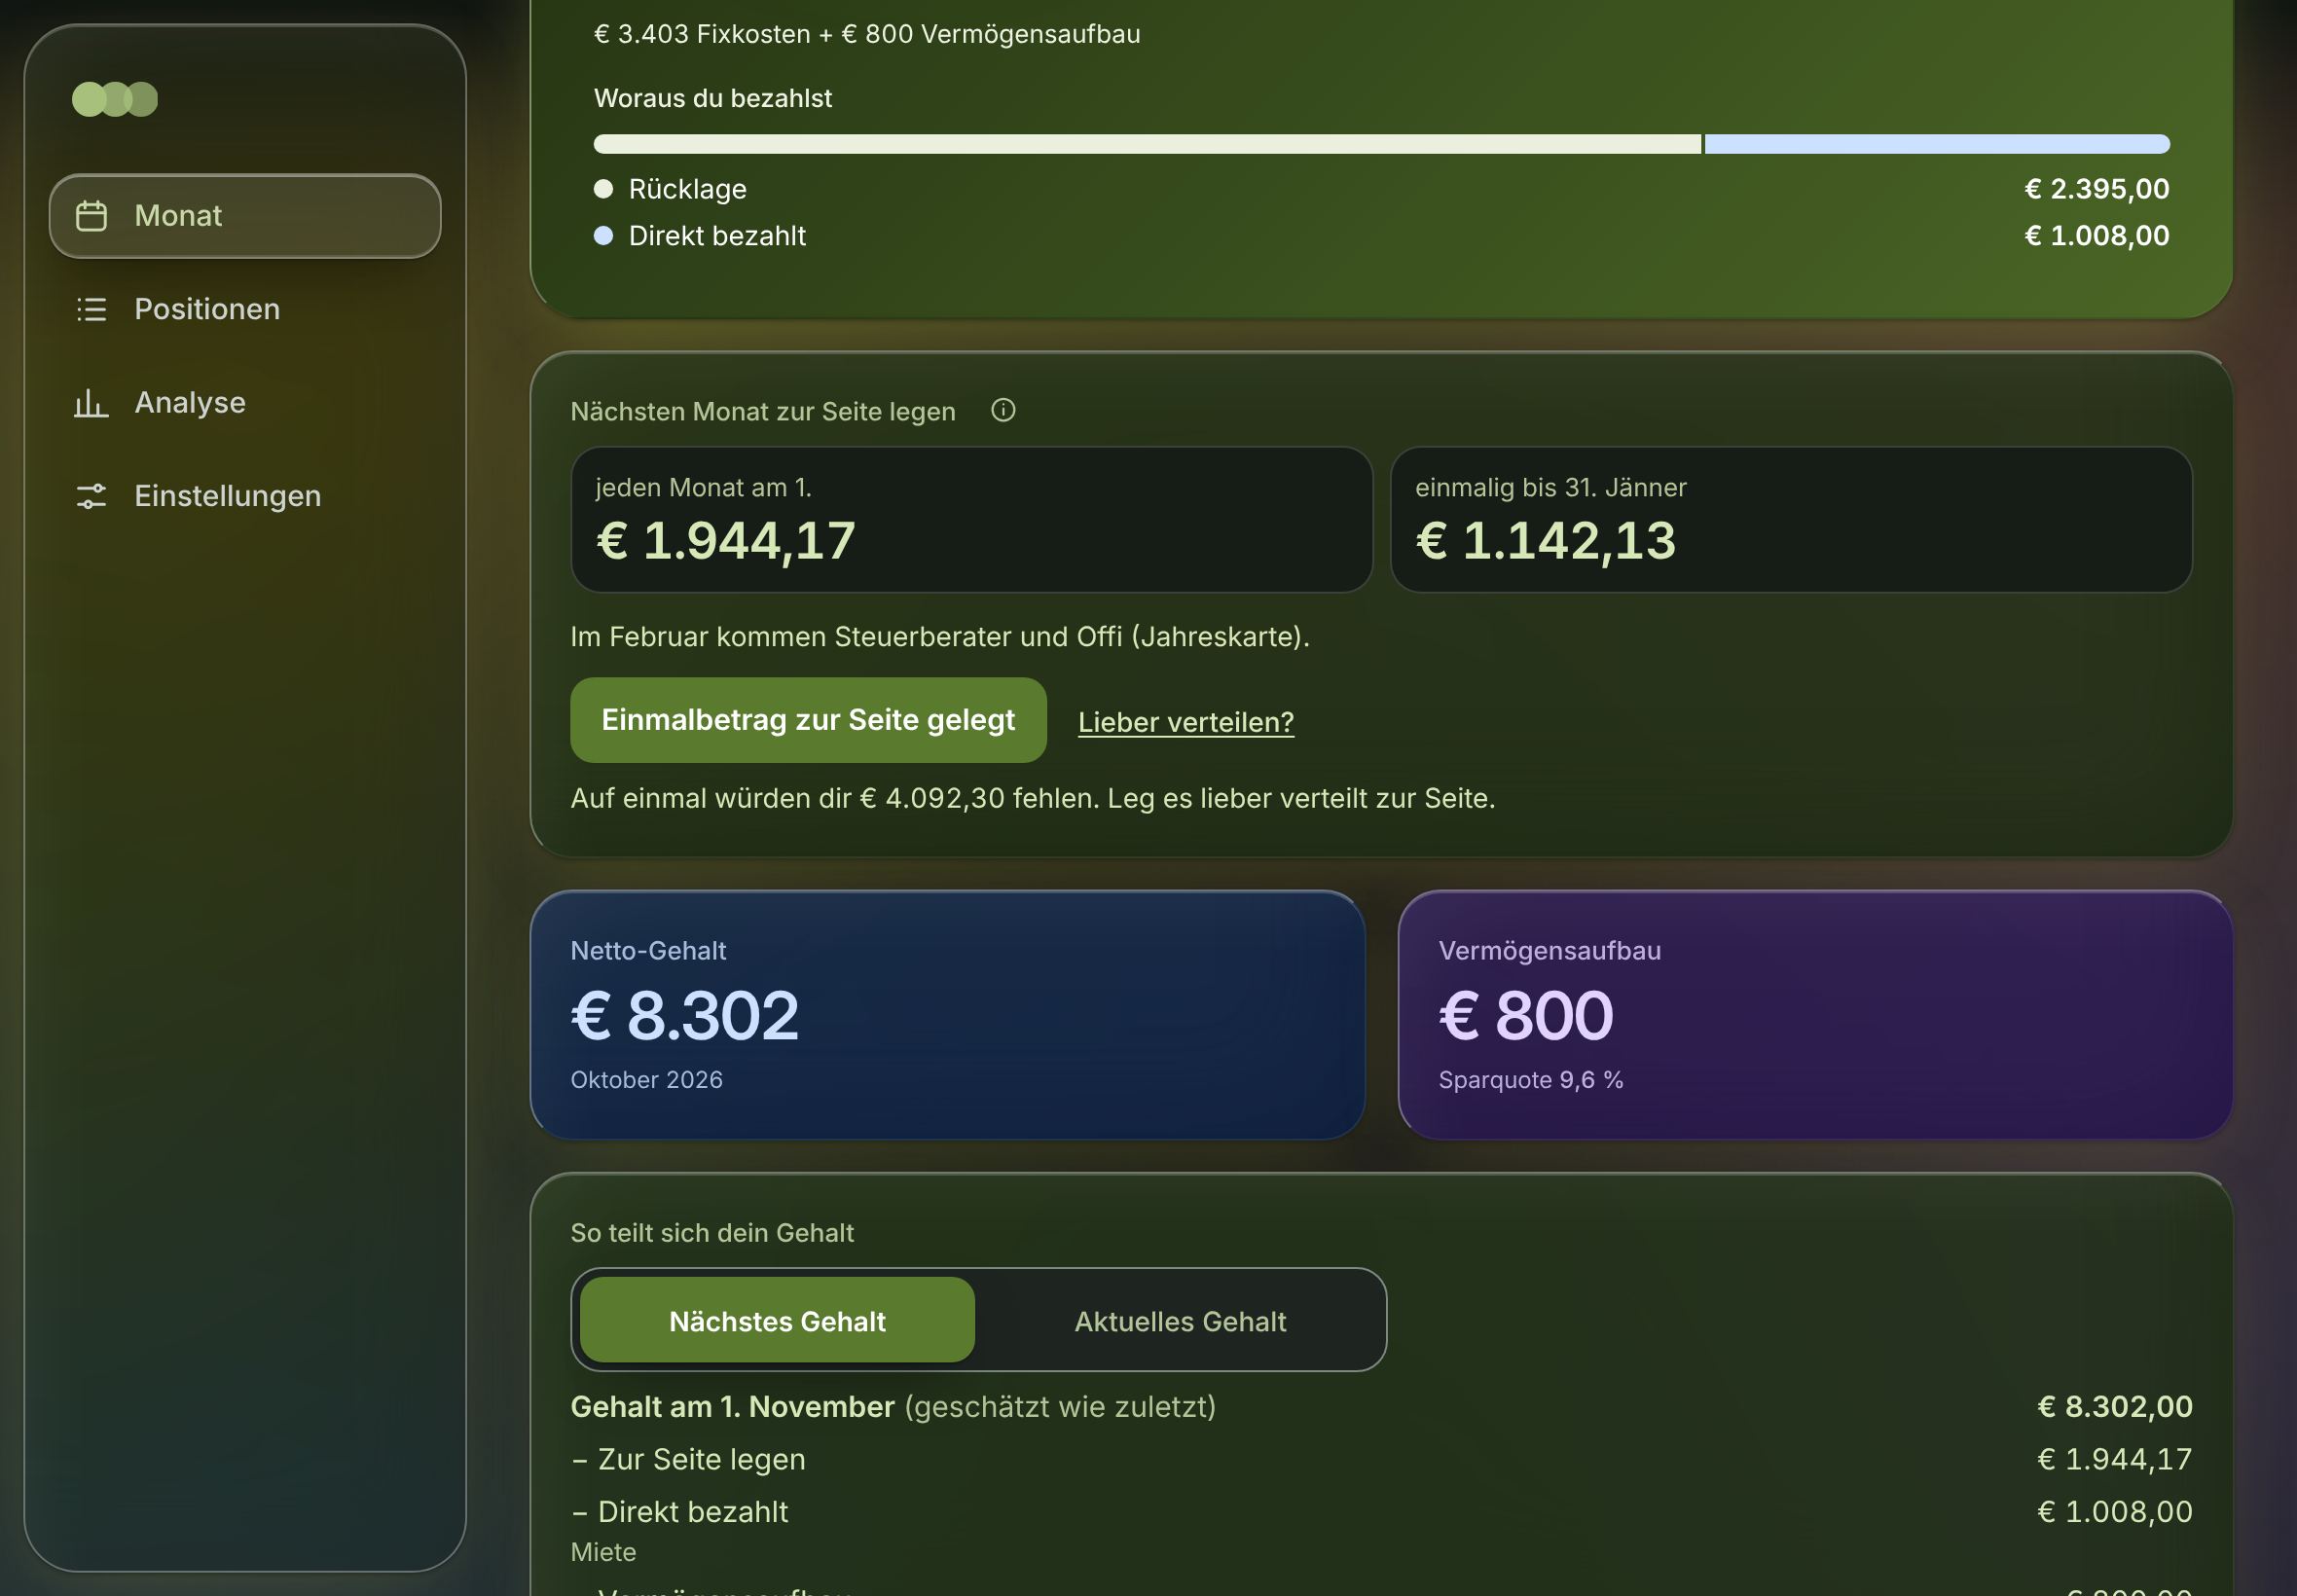 € 3.403 Fixkosten + € 800 Vermögensaufbau
Woraus du bezahlst
Rücklage € 2.395,00
Direkt bezahlt € 1.008,00
Monat
Positionen
Analyse
Einstellungen
Nächsten Monat zur Seite legen
jeden Monat am 1.
€ 1.944,17
einmalig bis 31. Jänner
€ 1.142,13
Im Februar kommen Steuerberater und Offi (Jahreskarte).
Einmalbetrag zur Seite gelegt
Lieber verteilen?
Auf einmal würden dir € 4.092,30 fehlen. Leg es lieber verteilt zur Seite.
Netto-Gehalt
€ 8.302
Oktober 2026
Vermögensaufbau
€ 800
Sparquote 9,6 %
So teilt sich dein Gehalt
Nächstes Gehalt
Aktuelles Gehalt
Gehalt am 1. November (geschätzt wie zuletzt) € 8.302,00
− Zur Seite legen € 1.944,17
− Direkt bezahlt € 1.008,00
Miete